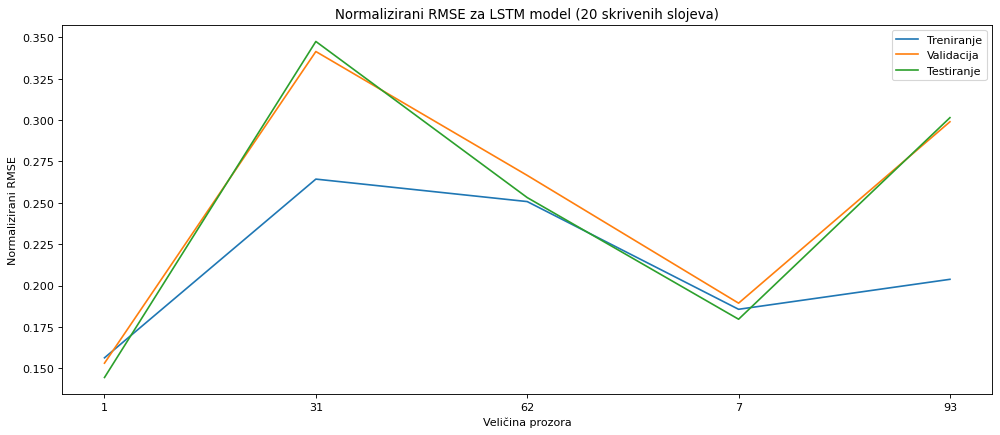 Normalizirani RMSE za LSTM model (20 skrivenih slojeva)
Treniranje
Validacija
Testiranje
Normalizirani RMSE
0.350
0.325
0.300
0.275
0.250
0.225
0.200
0.175
0.150
1 31 62 7 93
Veličina prozora